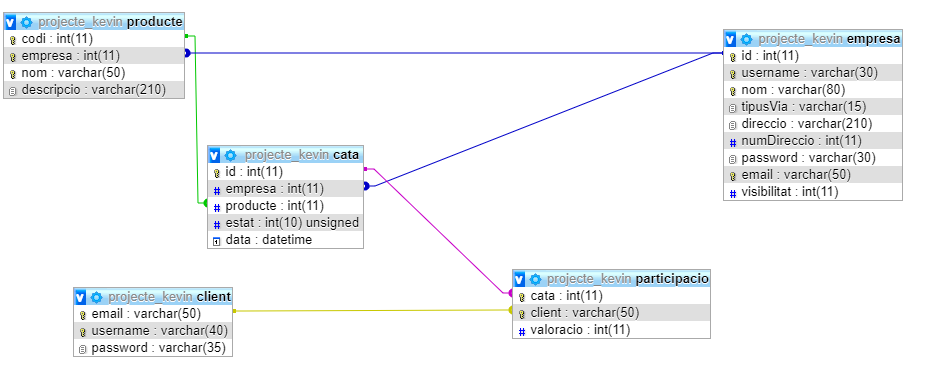 projecte_kevin producte
codi : int(11)
empresa : int(11)
nom : varchar(50)
descripcio : varchar(210)
projecte_kevin empresa
id : int(11)
username : varchar(30)
nom : varchar(80)
tipusVia : varchar(15)
direccio : varchar(210)
numDireccio : int(11)
password : varchar(30)
email : varchar(50)
visibilitat : int(11)
projecte_kevin cata
id : int(11)
empresa : int(11)
producte : int(11)
estat : int(10) unsigned
data : datetime
projecte_kevin participacio
cata : int(11)
client : varchar(50)
valoracio : int(11)
projecte_kevin client
email : varchar(50)
username : varchar(40)
password : varchar(35)